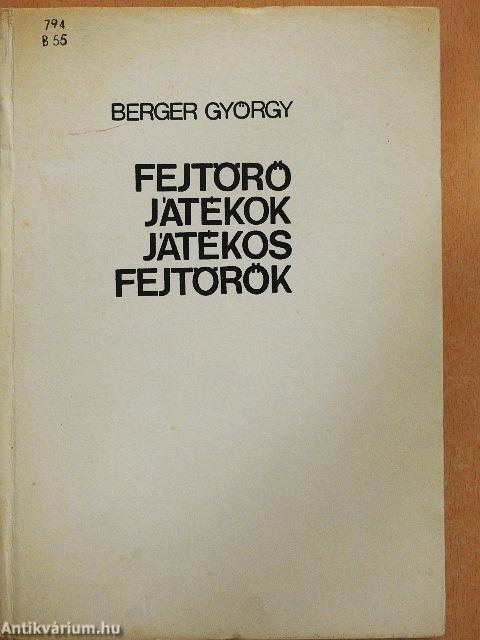 794
B 55
BERGER GYÖRGY
FEJTÖRŐ
JÁTÉKOK
JÁTÉKOS
FEJTÖRŐK
Antikvárium.hu